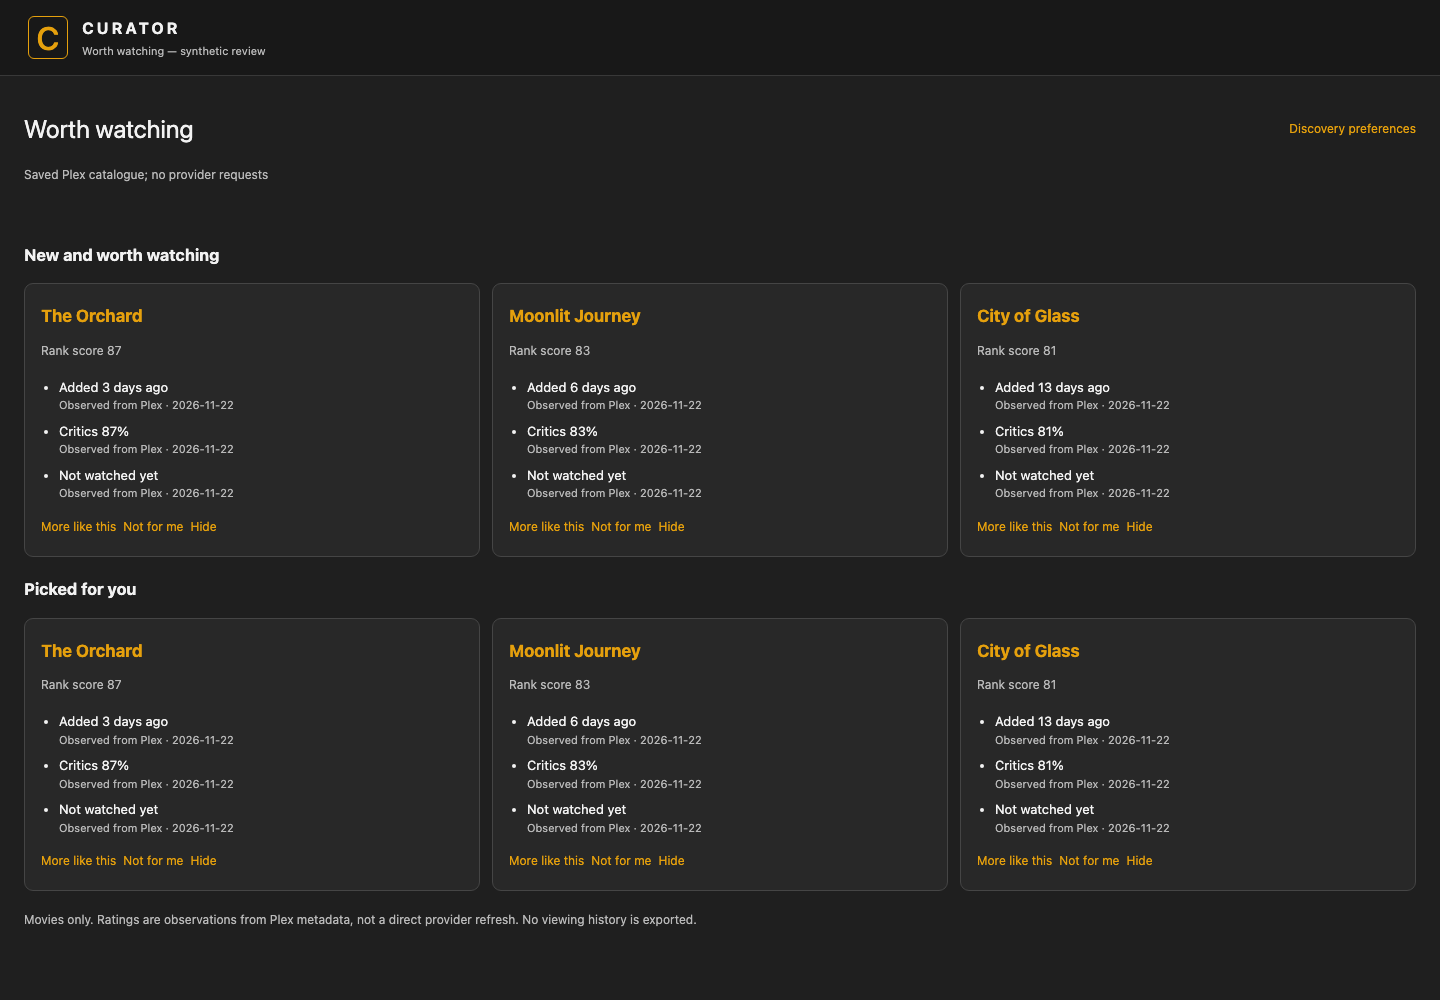 C
CURATOR
Worth watching — synthetic review
Worth watching
Discovery preferences
Saved Plex catalogue; no provider requests
New and worth watching
The Orchard
Rank score 87
• Added 3 days ago
Observed from Plex · 2026-11-22
• Critics 87%
Observed from Plex · 2026-11-22
• Not watched yet
Observed from Plex · 2026-11-22
More like this Not for me Hide
Moonlit Journey
Rank score 83
• Added 6 days ago
Observed from Plex · 2026-11-22
• Critics 83%
Observed from Plex · 2026-11-22
• Not watched yet
Observed from Plex · 2026-11-22
More like this Not for me Hide
City of Glass
Rank score 81
• Added 13 days ago
Observed from Plex · 2026-11-22
• Critics 81%
Observed from Plex · 2026-11-22
• Not watched yet
Observed from Plex · 2026-11-22
More like this Not for me Hide
Picked for you
The Orchard
Rank score 87
• Added 3 days ago
Observed from Plex · 2026-11-22
• Critics 87%
Observed from Plex · 2026-11-22
• Not watched yet
Observed from Plex · 2026-11-22
More like this Not for me Hide
Moonlit Journey
Rank score 83
• Added 6 days ago
Observed from Plex · 2026-11-22
• Critics 83%
Observed from Plex · 2026-11-22
• Not watched yet
Observed from Plex · 2026-11-22
More like this Not for me Hide
City of Glass
Rank score 81
• Added 13 days ago
Observed from Plex · 2026-11-22
• Critics 81%
Observed from Plex · 2026-11-22
• Not watched yet
Observed from Plex · 2026-11-22
More like this Not for me Hide
Movies only. Ratings are observations from Plex metadata, not a direct provider refresh. No viewing history is exported.